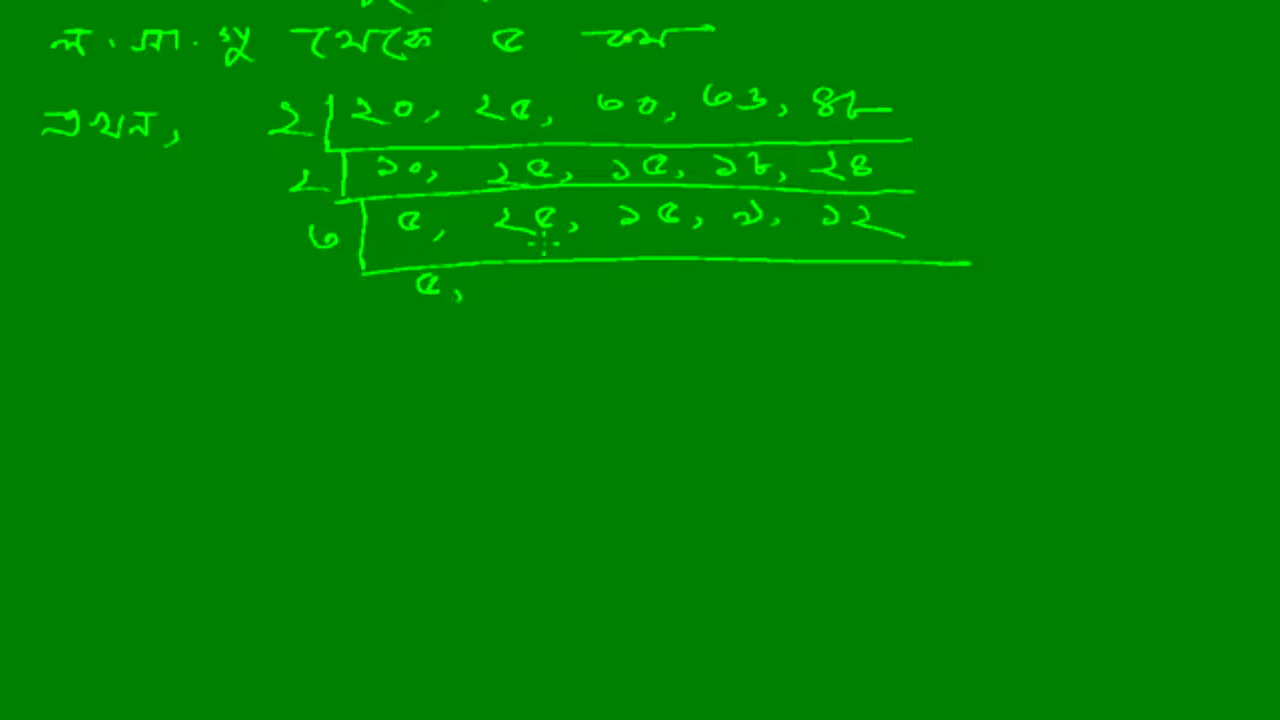 ল.সা.গু থেকে ৫ কম
এখন, ২ ২০, ২৫, ৩০, ৩৬, ৪৮
২ ১০, ২৫, ১৫, ১৮, ২৪
৩ ৫, ২৫, ১৫, ৯, ১২
৫,